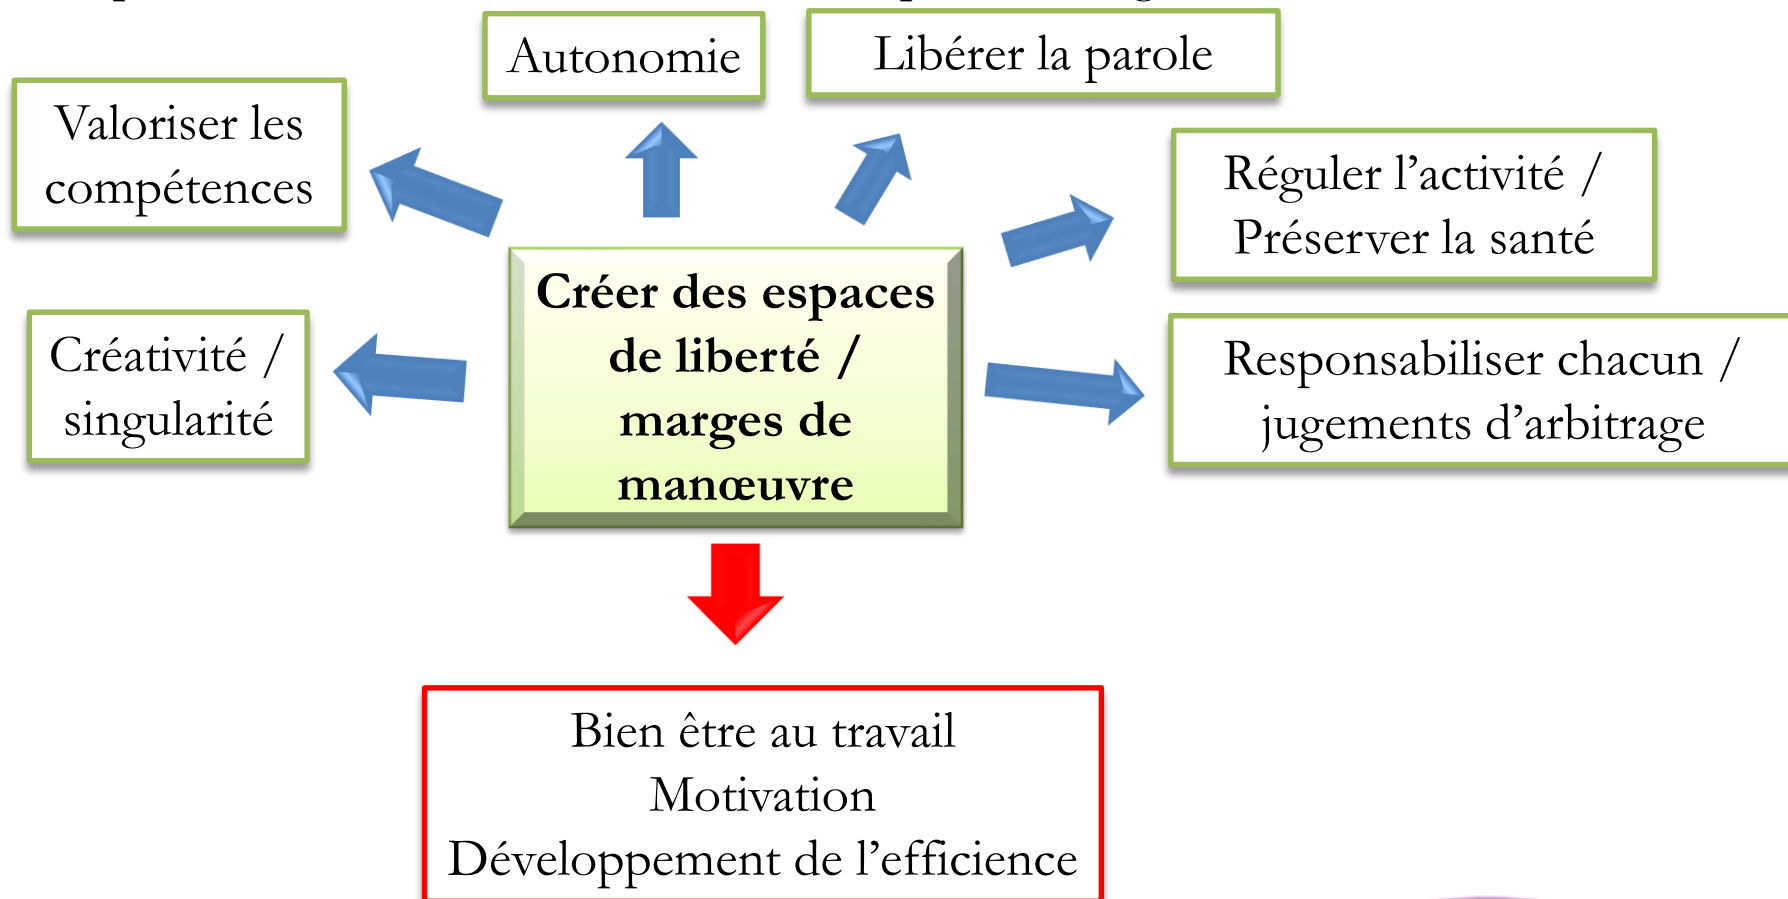 Autonomie
Libérer la parole
Valoriser les
compétences
Réguler l’activité /
Préserver la santé
Créer des espaces
de liberté /
marges de
manœuvre
Créativité /
singularité
Responsabiliser chacun /
jugements d’arbitrage
Bien être au travail
Motivation
Développement de l’efficience